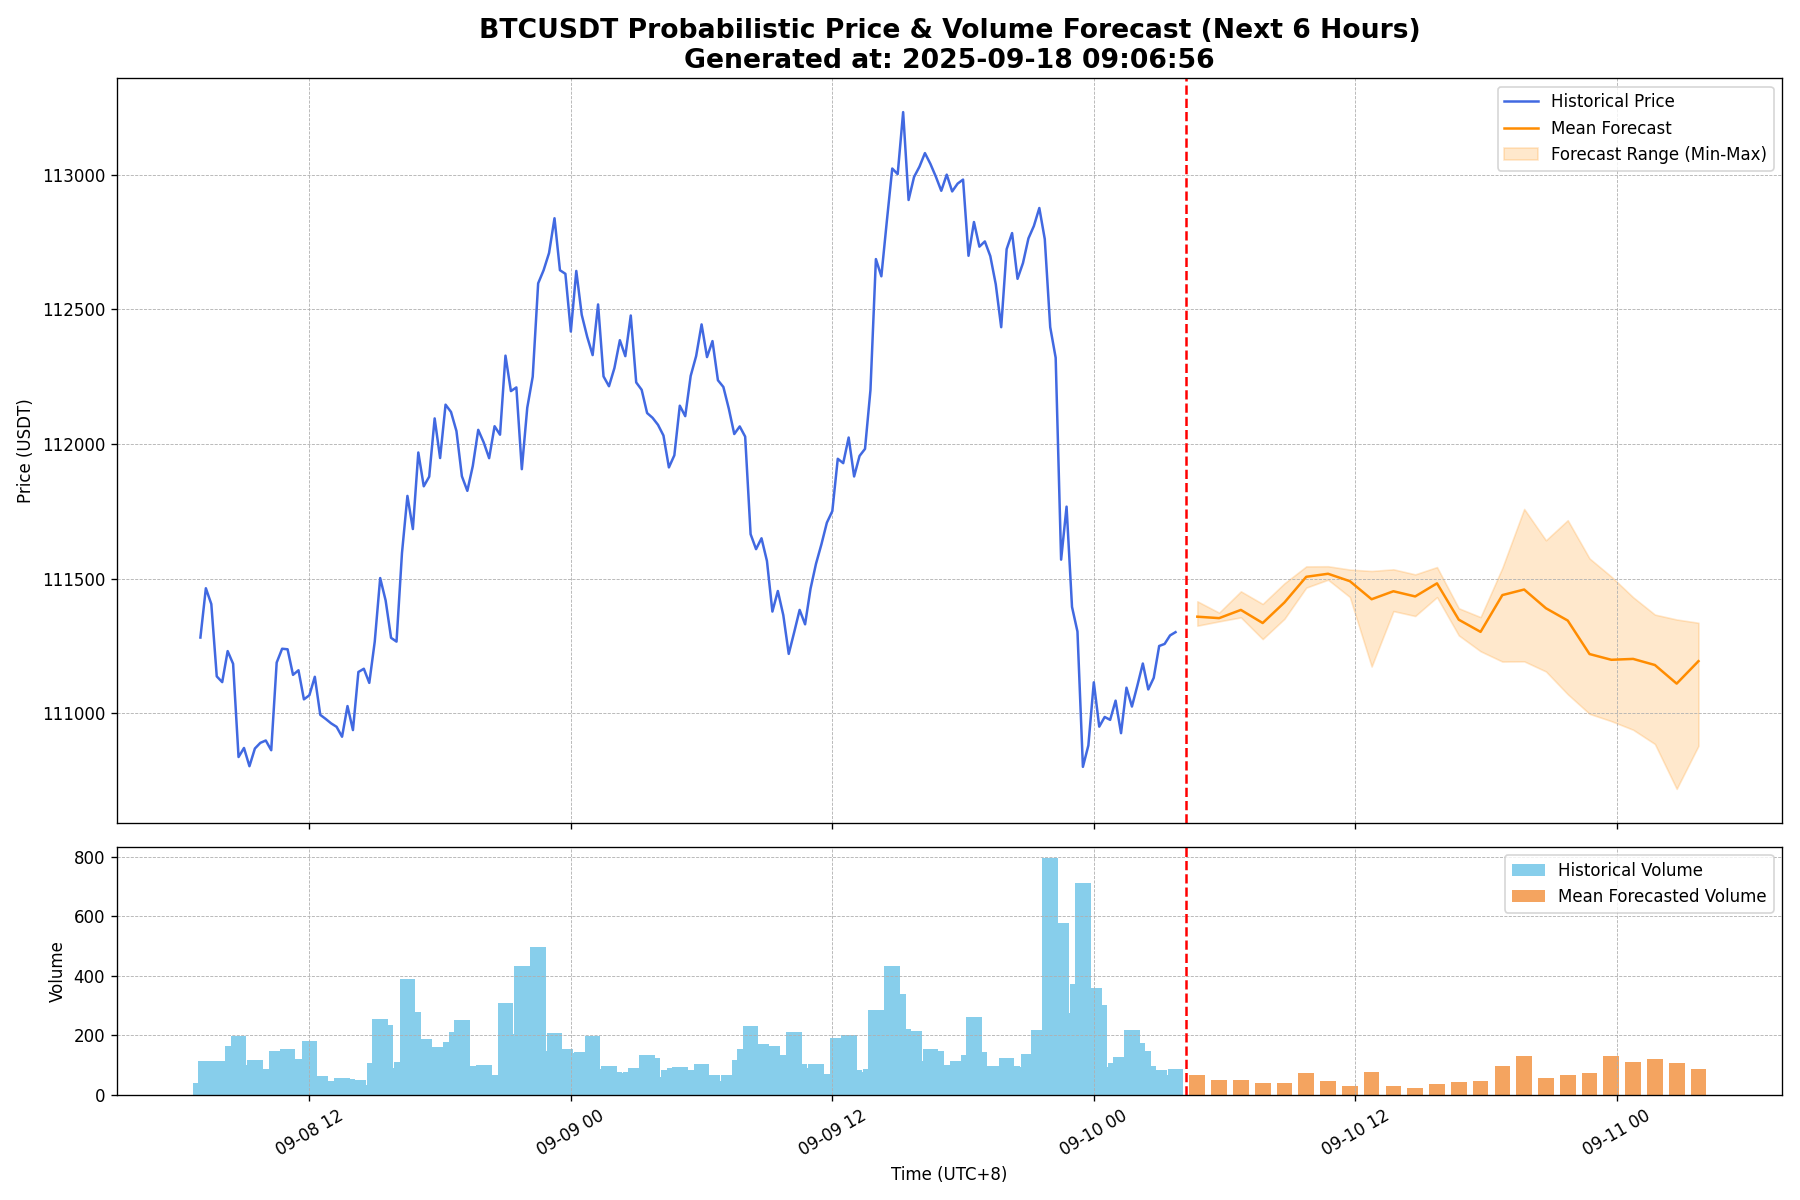 BTCUSDT Probabilistic Price & Volume Forecast (Next 6 Hours)
Generated at: 2025-09-18 09:06:56
Historical Price
Mean Forecast
Forecast Range (Min-Max)
113000
112500
112000
111500
111000
Price (USDT)
Historical Volume
Mean Forecasted Volume
800
600
400
200
0
Volume
09-08 12
09-09 00
09-09 12
09-10 00
09-10 12
09-11 00
Time (UTC+8)